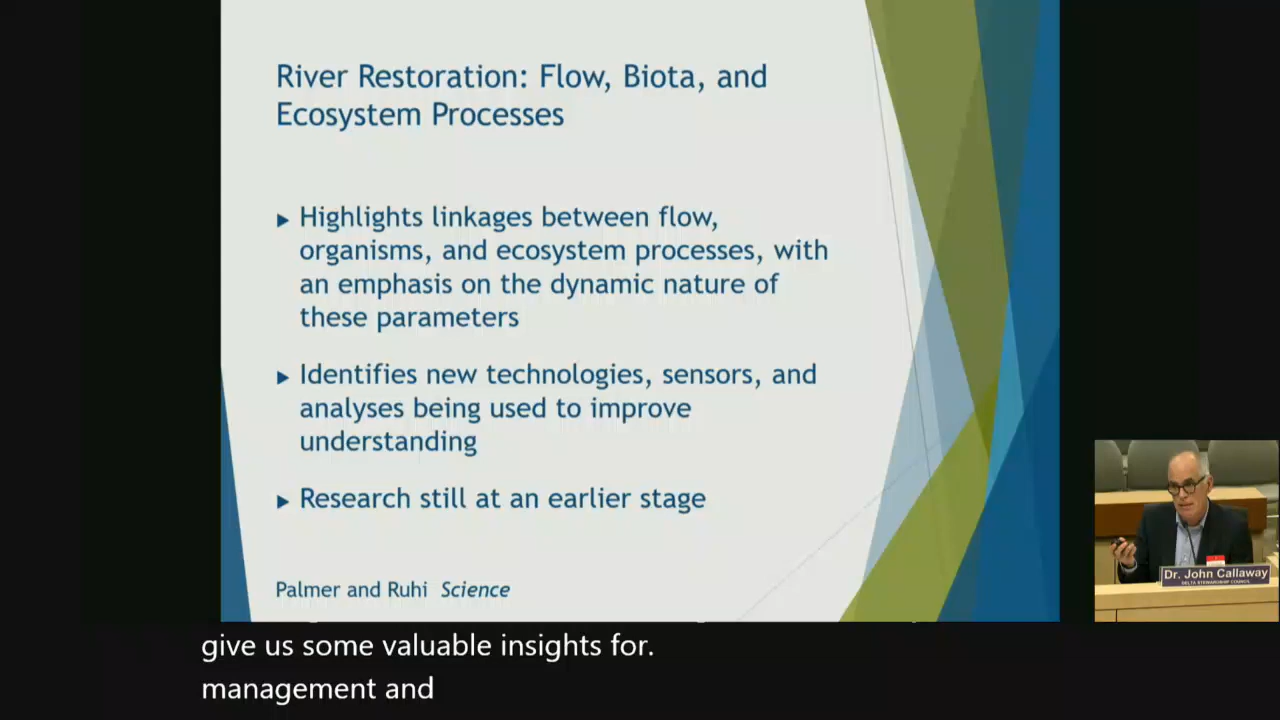 River Restoration: Flow, Biota, and
Ecosystem Processes
Highlights linkages between flow,
organisms, and ecosystem processes, with
an emphasis on the dynamic nature of
these parameters
Identifies new technologies, sensors, and
analyses being used to improve
understanding
Research still at an earlier stage
Palmer and Ruhi Science
Dr. John Callaway
DELTA STEWARDSHIP COUNCIL
give us some valuable insights for.
management and